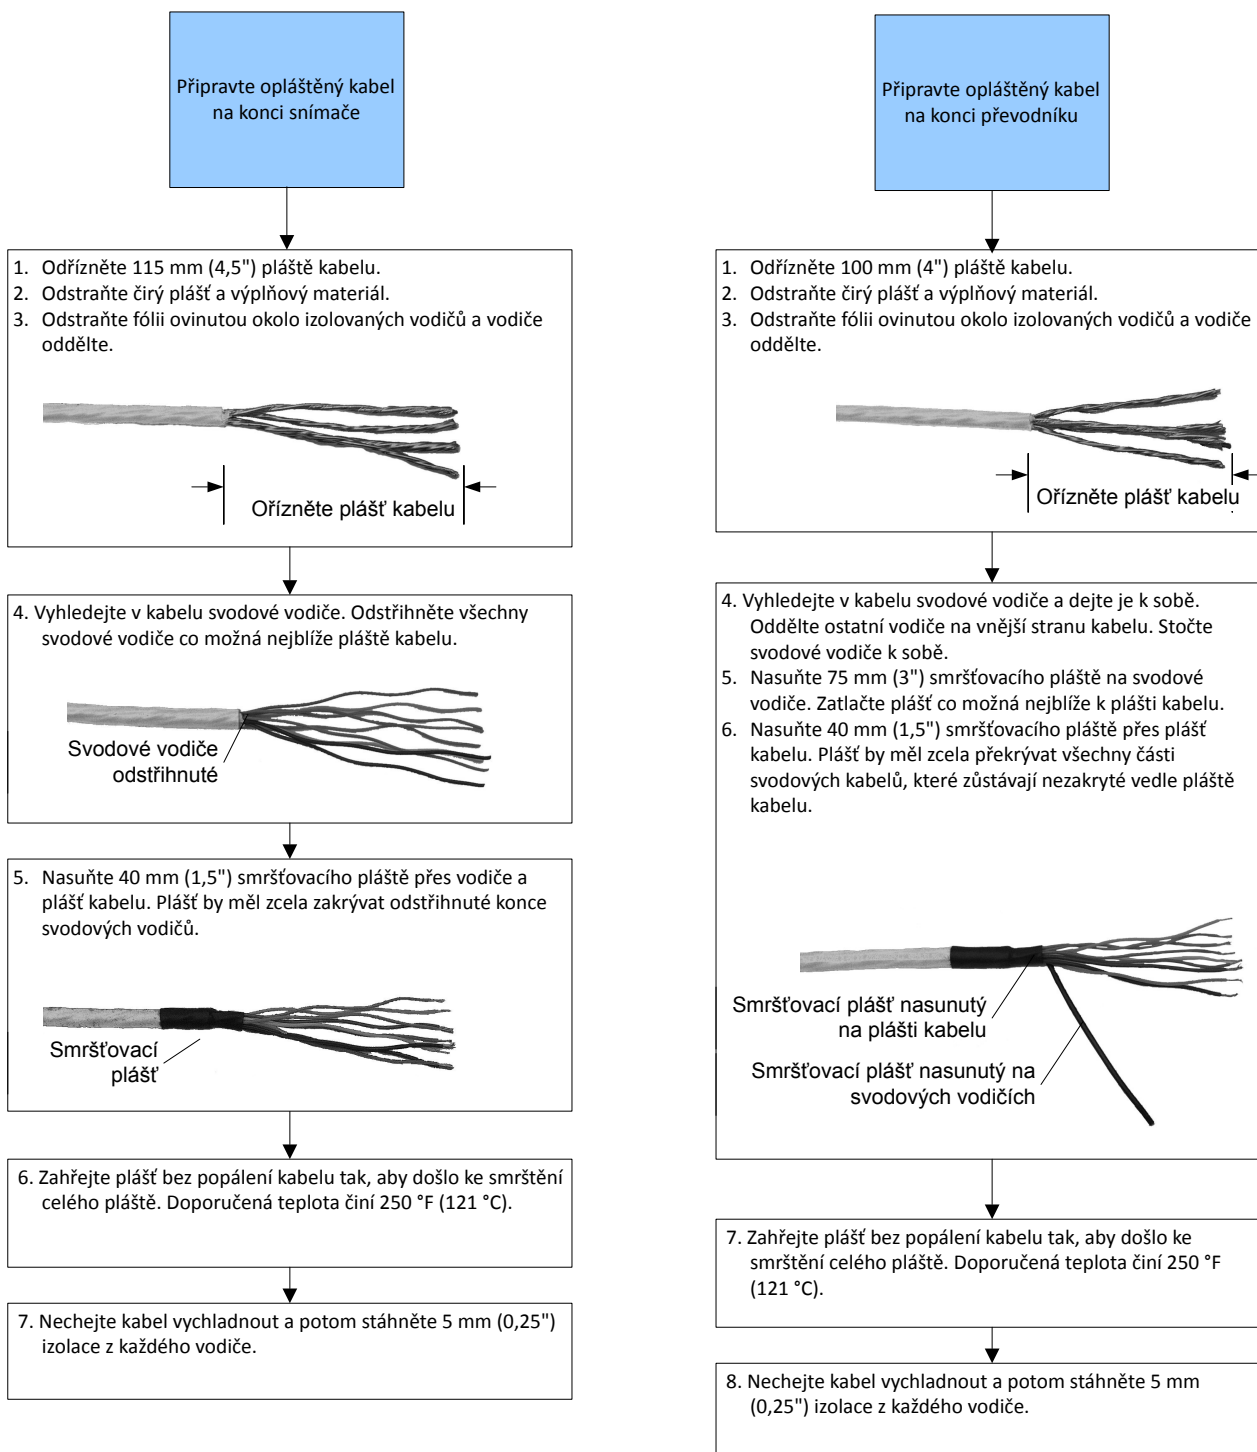 Připravte opláštěný kabel
na konci snímače
1. Odřízněte 115 mm (4,5") pláště kabelu.
2. Odstraňte čirý plášť a výplňový materiál.
3. Odstraňte fólii ovinutou okolo izolovaných vodičů a vodiče
oddělte.
Ořízněte plášť kabelu
4. Vyhledejte v kabelu svodové vodiče. Odstřihněte všechny
svodové vodiče co možná nejblíže pláště kabelu.
Svodové vodiče
odstřihnuté
5. Nasuňte 40 mm (1,5") smršťovacího pláště přes vodiče a
plášť kabelu. Plášť by měl zcela zakrývat odstřihnuté konce
svodových vodičů.
Smršťovací
plášť
6. Zahřejte plášť bez popálení kabelu tak, aby došlo ke smrštění
celého pláště. Doporučená teplota činí 250 °F (121 °C).
7. Nechejte kabel vychladnout a potom stáhněte 5 mm (0,25")
izolace z každého vodiče.
Připravte opláštěný kabel
na konci převodníku
1. Odřízněte 100 mm (4") pláště kabelu.
2. Odstraňte čirý plášť a výplňový materiál.
3. Odstraňte fólii ovinutou okolo izolovaných vodičů a vodiče
oddělte.
Ořízněte plášť kabelu
4. Vyhledejte v kabelu svodové vodiče a dejte je k sobě.
Oddělte ostatní vodiče na vnější stranu kabelu. Stočte
svodové vodiče k sobě.
5. Nasuňte 75 mm (3") smršťovacího pláště na svodové
vodiče. Zatlačte plášť co možná nejblíže k plášti kabelu.
6. Nasuňte 40 mm (1,5") smršťovacího pláště přes plášť
kabelu. Plášť by měl zcela překrývat všechny části
svodových kabelů, které zůstávají nezakryté vedle pláště
kabelu.
Smršťovací plášť nasunutý
na plášti kabelu
Smršťovací plášť nasunutý na
svodových vodičích
7. Zahřejte plášť bez popálení kabelu tak, aby došlo ke
smrštění celého pláště. Doporučená teplota činí 250 °F
(121 °C).
8. Nechejte kabel vychladnout a potom stáhněte 5 mm
(0,25") izolace z každého vodiče.